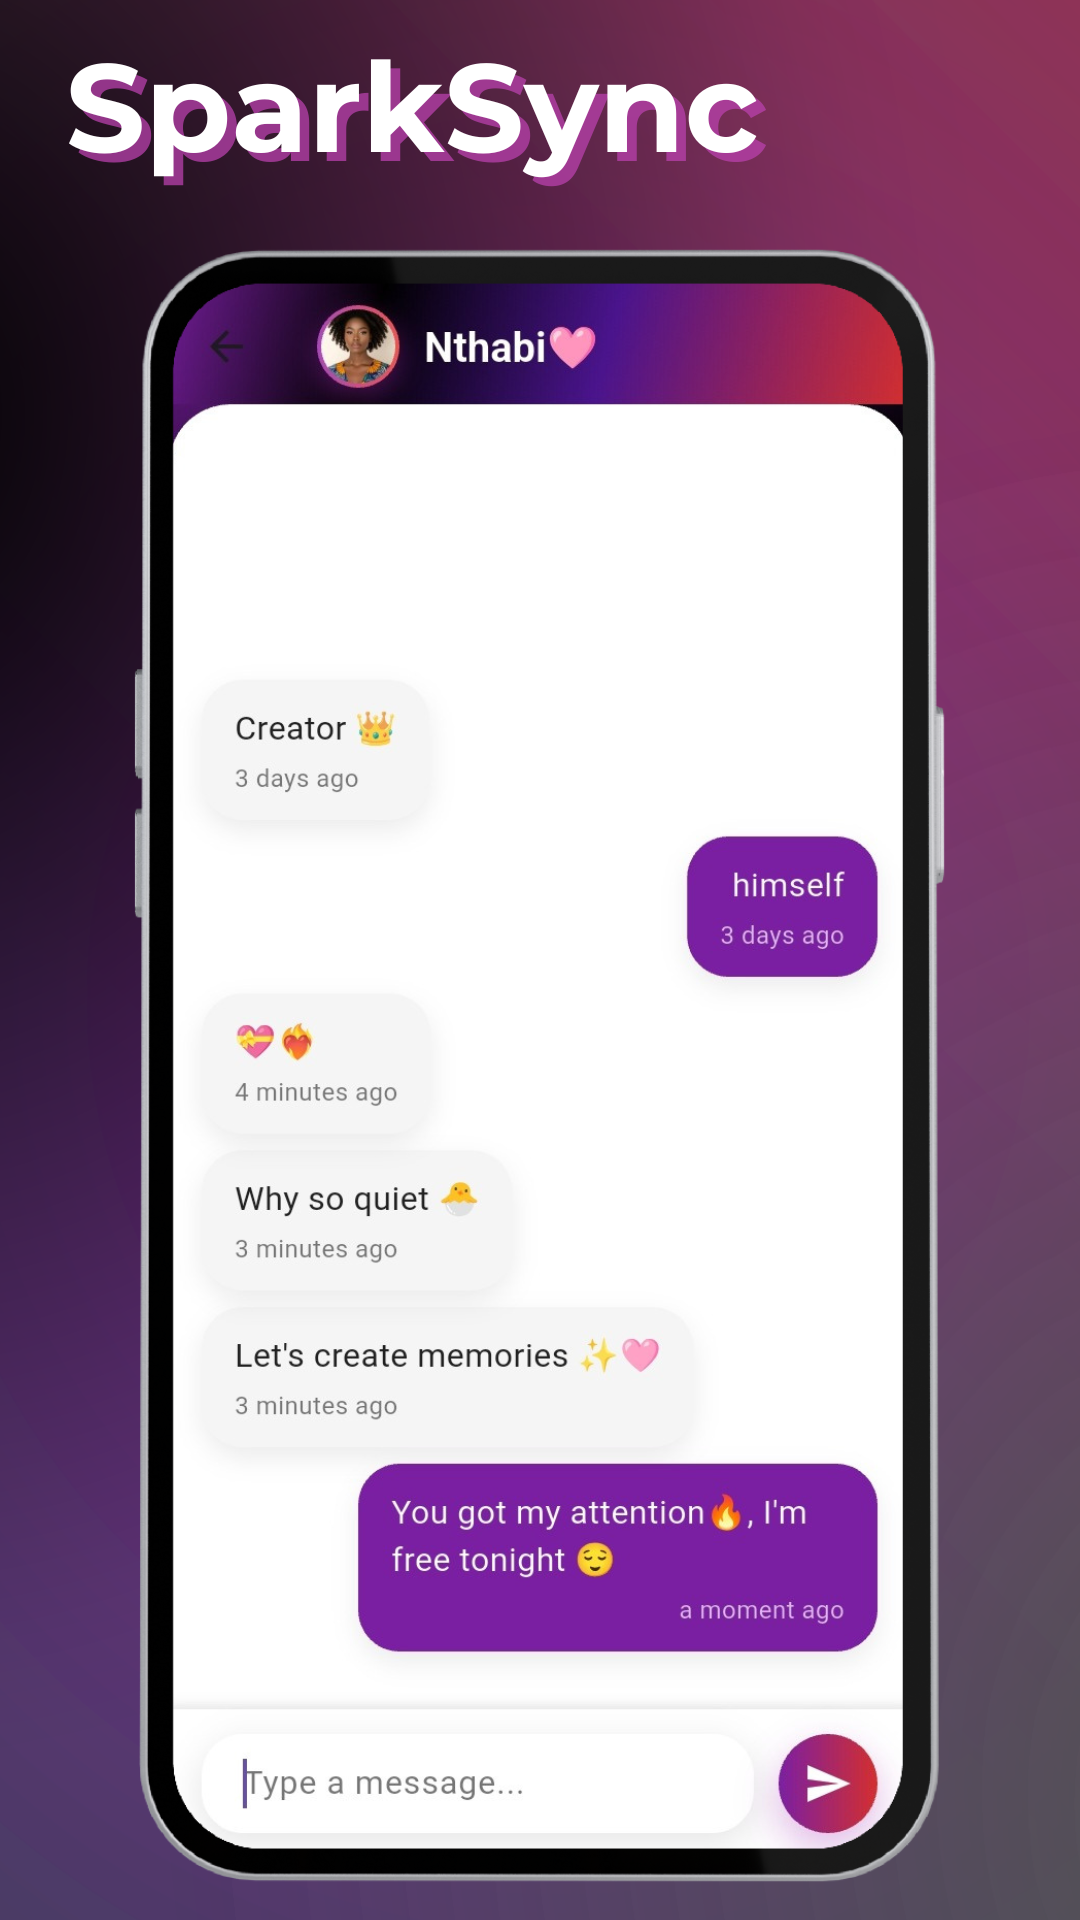 SparkSync
Nthabi🩷
Creator 👑
3 days ago
himself
3 days ago
💝❤️‍🔥
4 minutes ago
Why so quiet 🐣
3 minutes ago
Let's create memories ✨🩷
3 minutes ago
You got my attention🔥, I'm
free tonight 😌
a moment ago
Type a message...